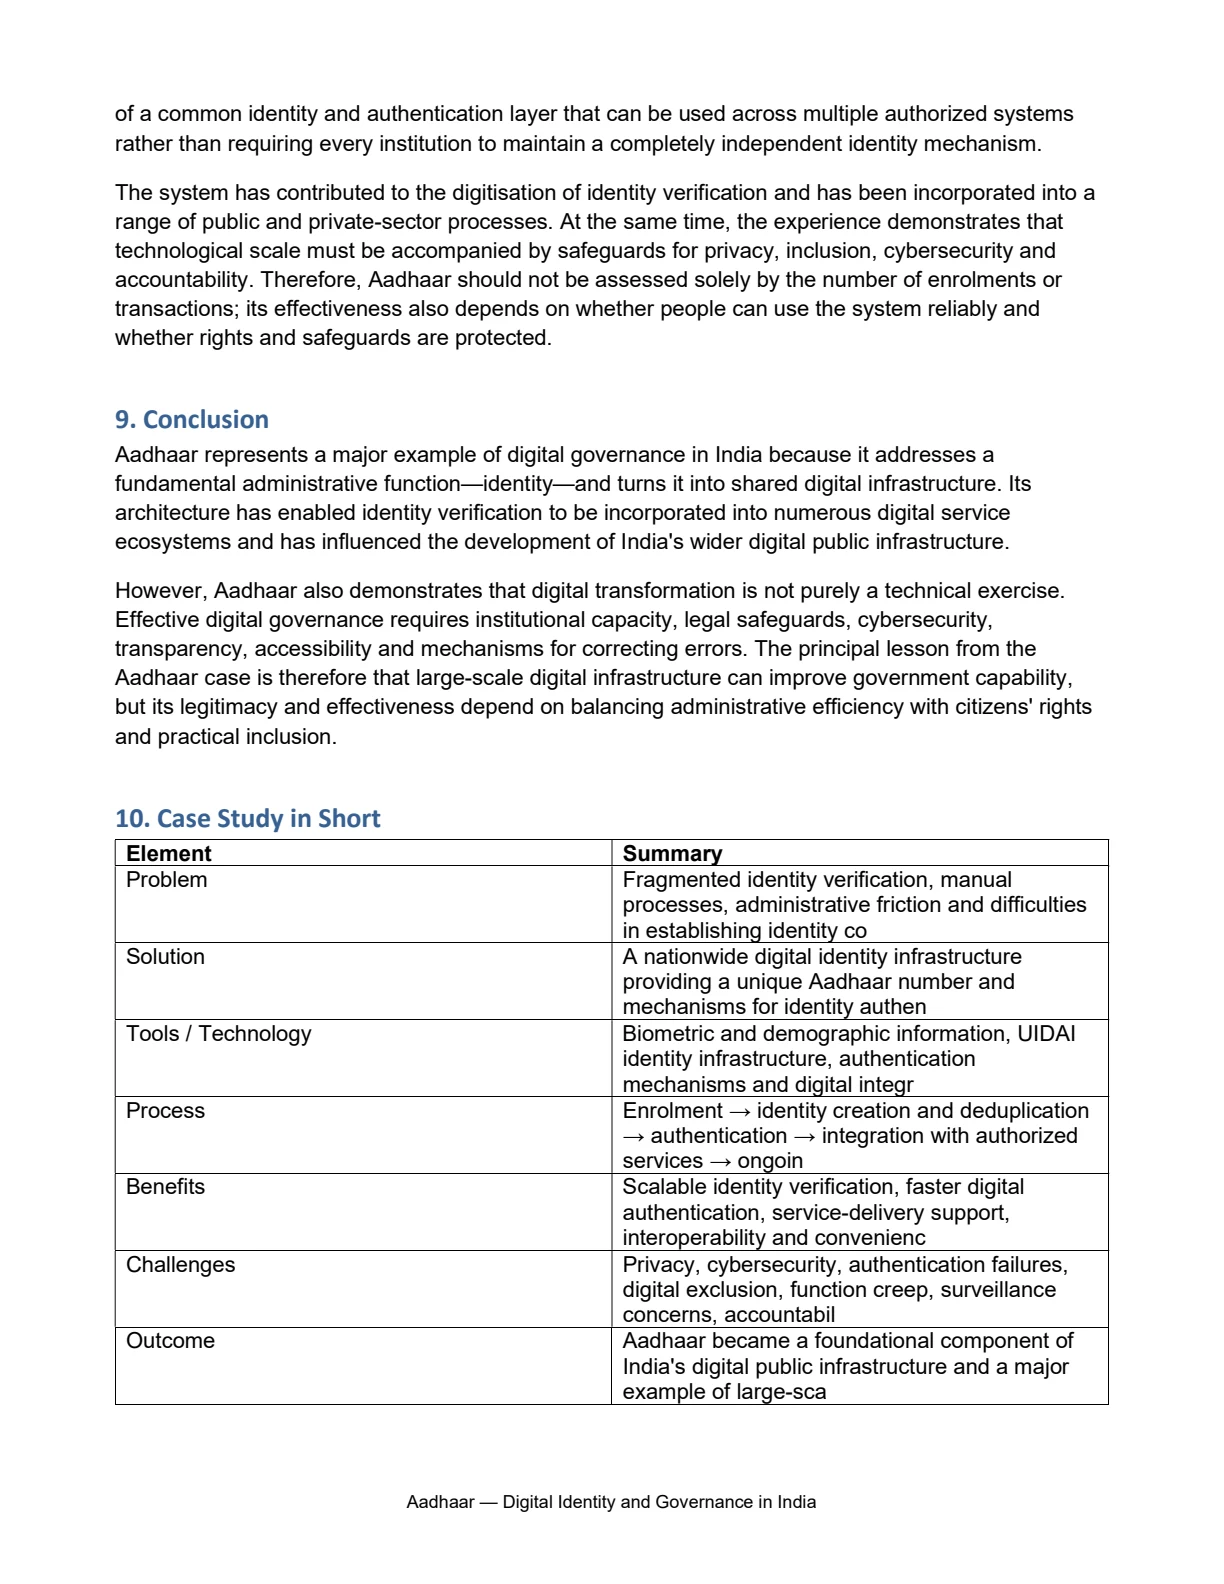 of a common identity and authentication layer that can be used across multiple authorized systems
rather than requiring every institution to maintain a completely independent identity mechanism.
The system has contributed to the digitisation of identity verification and has been incorporated into a
range of public and private-sector processes. At the same time, the experience demonstrates that
technological scale must be accompanied by safeguards for privacy, inclusion, cybersecurity and
accountability. Therefore, Aadhaar should not be assessed solely by the number of enrolments or
transactions; its effectiveness also depends on whether people can use the system reliably and
whether rights and safeguards are protected.
9. Conclusion
Aadhaar represents a major example of digital governance in India because it addresses a
fundamental administrative function—identity—and turns it into shared digital infrastructure. Its
architecture has enabled identity verification to be incorporated into numerous digital service
ecosystems and has influenced the development of India's wider digital public infrastructure.
However, Aadhaar also demonstrates that digital transformation is not purely a technical exercise.
Effective digital governance requires institutional capacity, legal safeguards, cybersecurity,
transparency, accessibility and mechanisms for correcting errors. The principal lesson from the
Aadhaar case is therefore that large-scale digital infrastructure can improve government capability,
but its legitimacy and effectiveness depend on balancing administrative efficiency with citizens' rights
and practical inclusion.
10. Case Study in Short
Element
Summary
Problem
Fragmented identity verification, manual
processes, administrative friction and difficulties
in establishing identity co
Solution
A nationwide digital identity infrastructure
providing a unique Aadhaar number and
mechanisms for identity authen
Tools / Technology
Biometric and demographic information, UIDAI
identity infrastructure, authentication
mechanisms and digital integr
Process
Enrolment → identity creation and deduplication
→ authentication → integration with authorized
services → ongoin
Benefits
Scalable identity verification, faster digital
authentication, service-delivery support,
interoperability and convenienc
Challenges
Privacy, cybersecurity, authentication failures,
digital exclusion, function creep, surveillance
concerns, accountabil
Outcome
Aadhaar became a foundational component of
India's digital public infrastructure and a major
example of large-sca
Aadhaar — Digital Identity and Governance in India